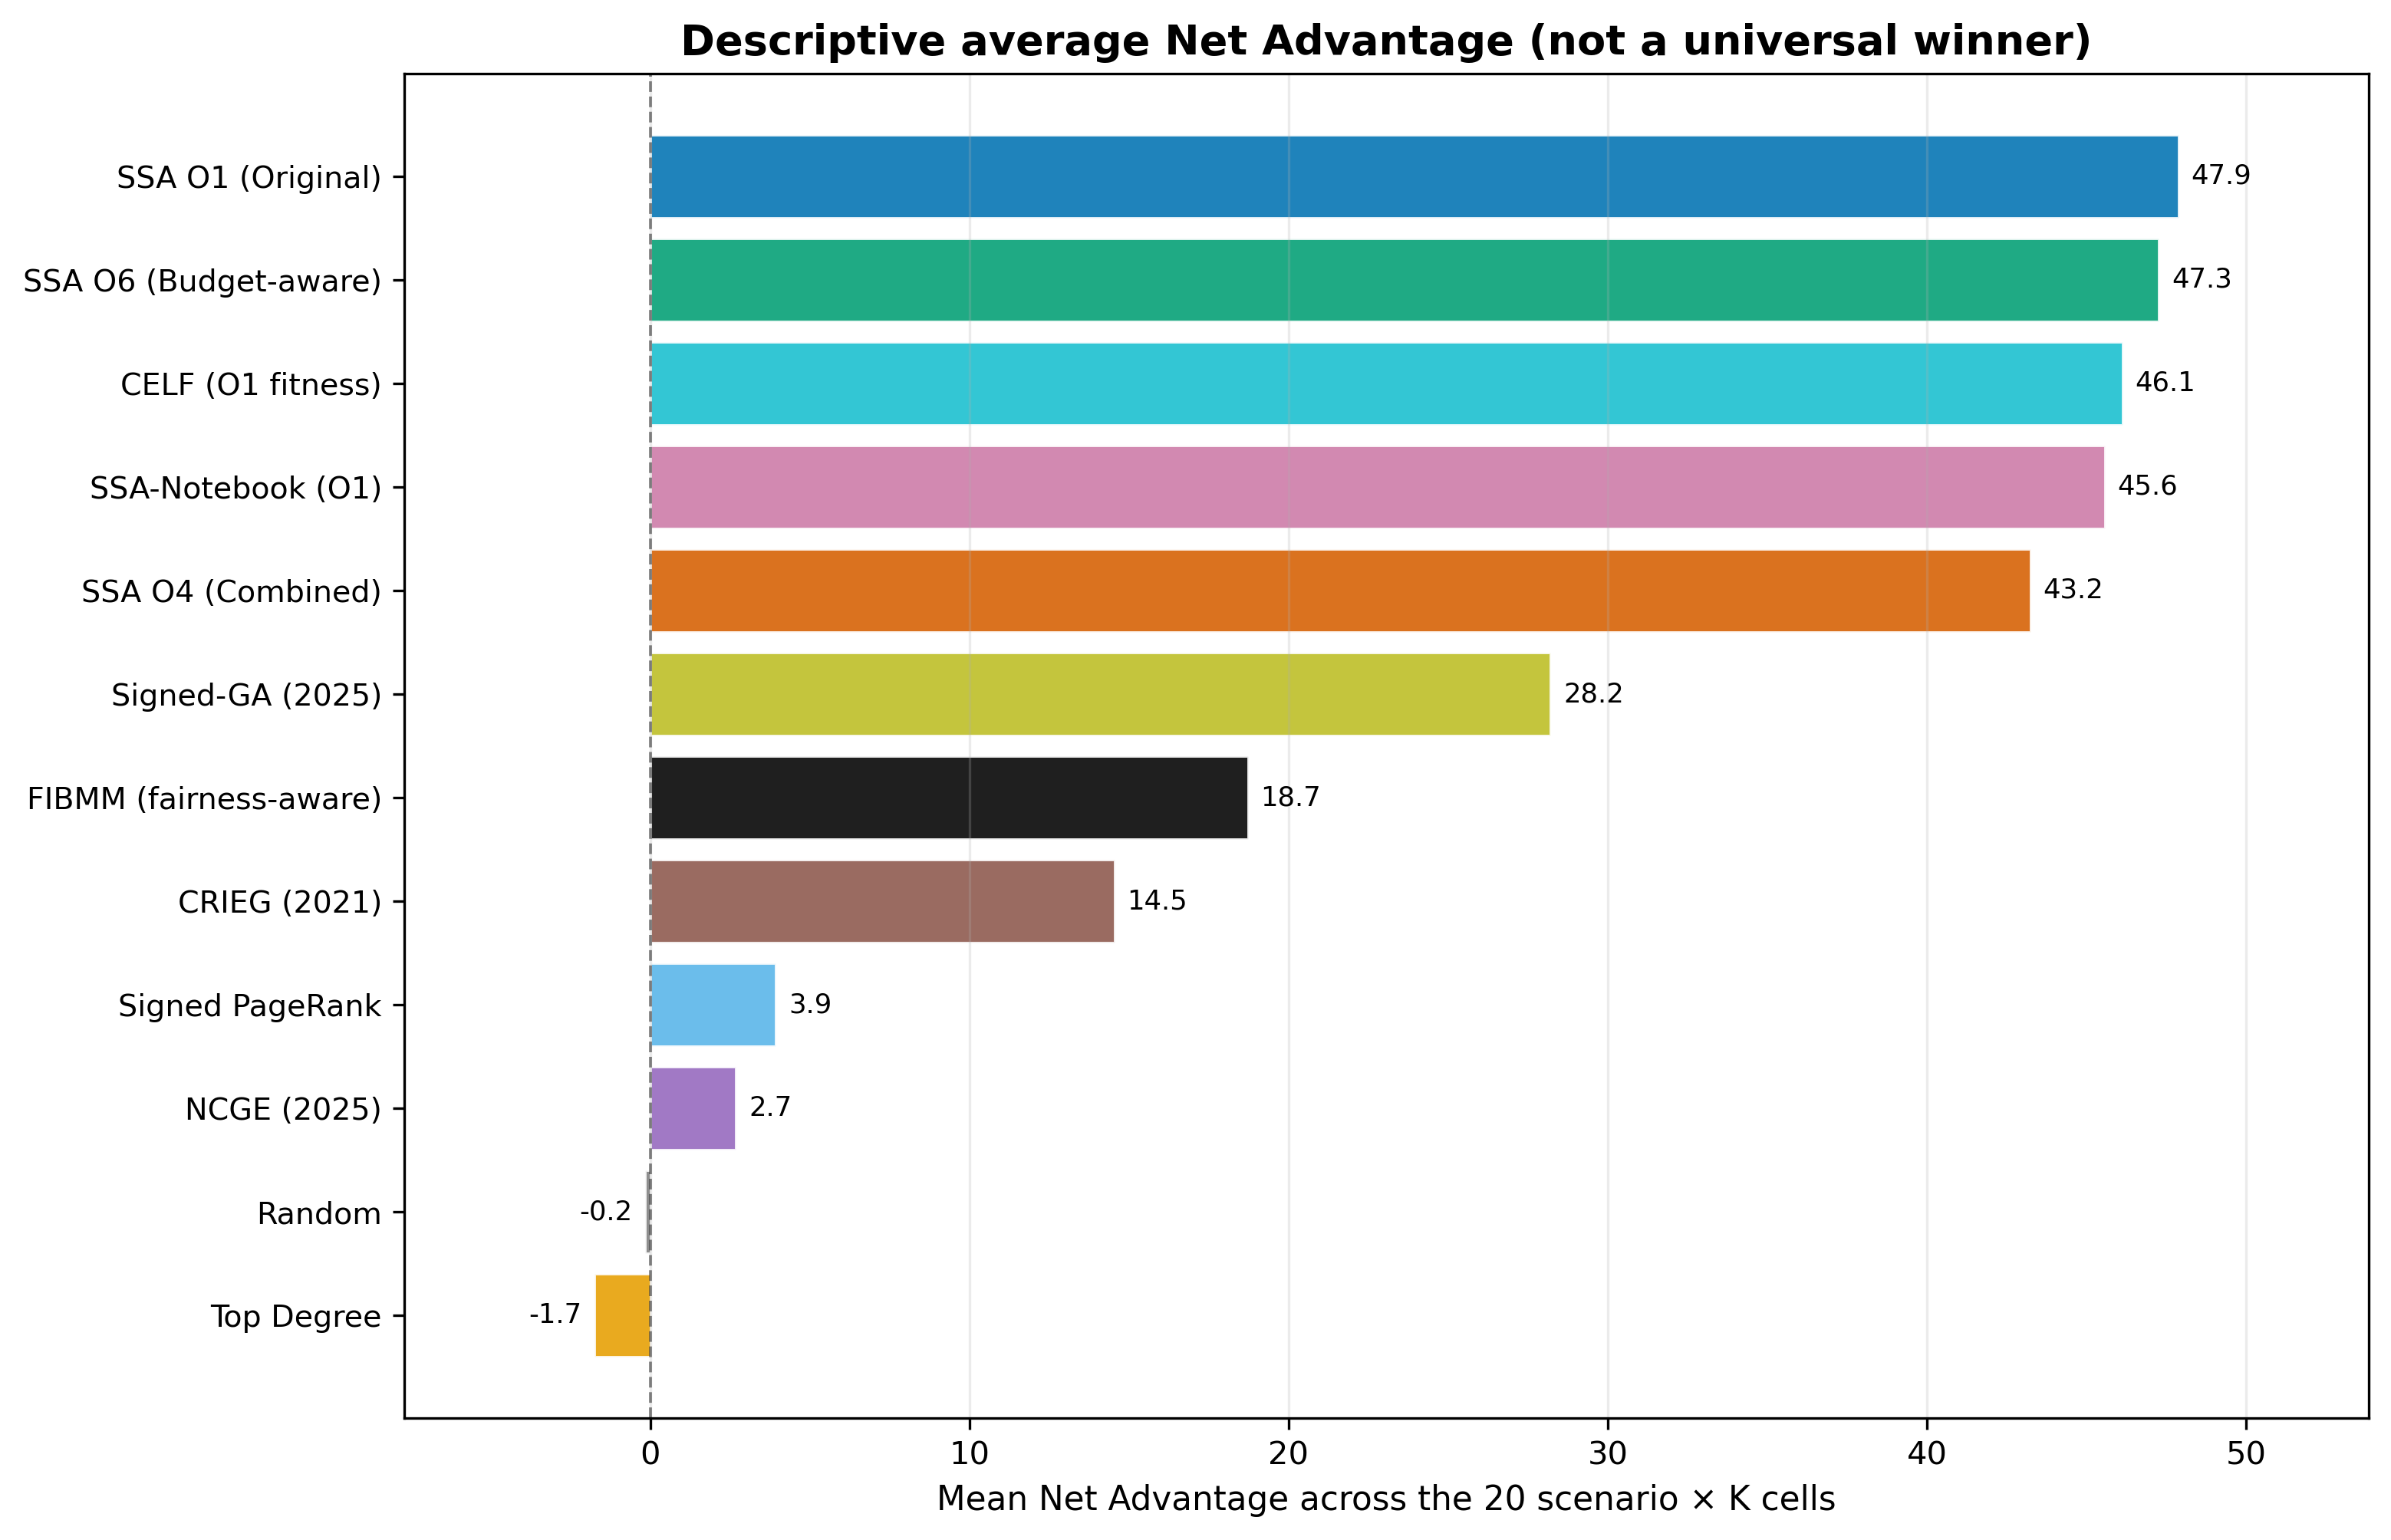 Descriptive average Net Advantage (not a universal winner)
SSA O1 (Original) 47.9
SSA O6 (Budget-aware) 47.3
CELF (O1 fitness) 46.1
SSA-Notebook (O1) 45.6
SSA O4 (Combined) 43.2
Signed-GA (2025) 28.2
FIBMM (fairness-aware) 18.7
CRIEG (2021) 14.5
Signed PageRank 3.9
NCGE (2025) 2.7
Random -0.2
Top Degree -1.7
0 10 20 30 40 50
Mean Net Advantage across the 20 scenario × K cells